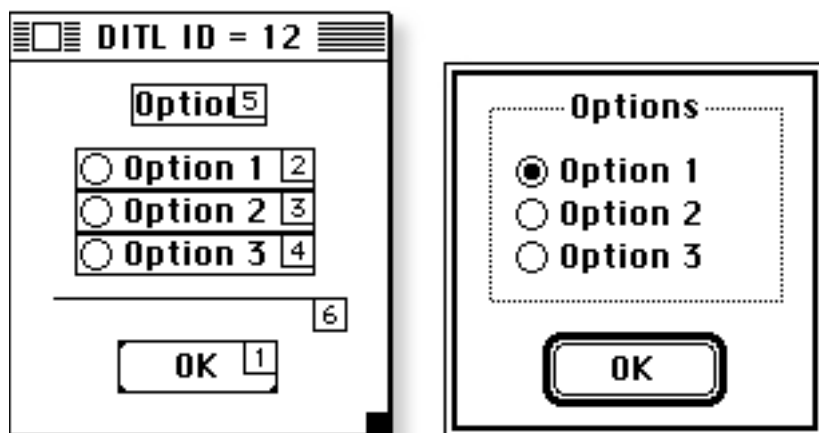 DITL ID = 12
Option 5
Option 1 2
Option 2 3
Option 3 4
6
OK 1
Options
Option 1
Option 2
Option 3
OK